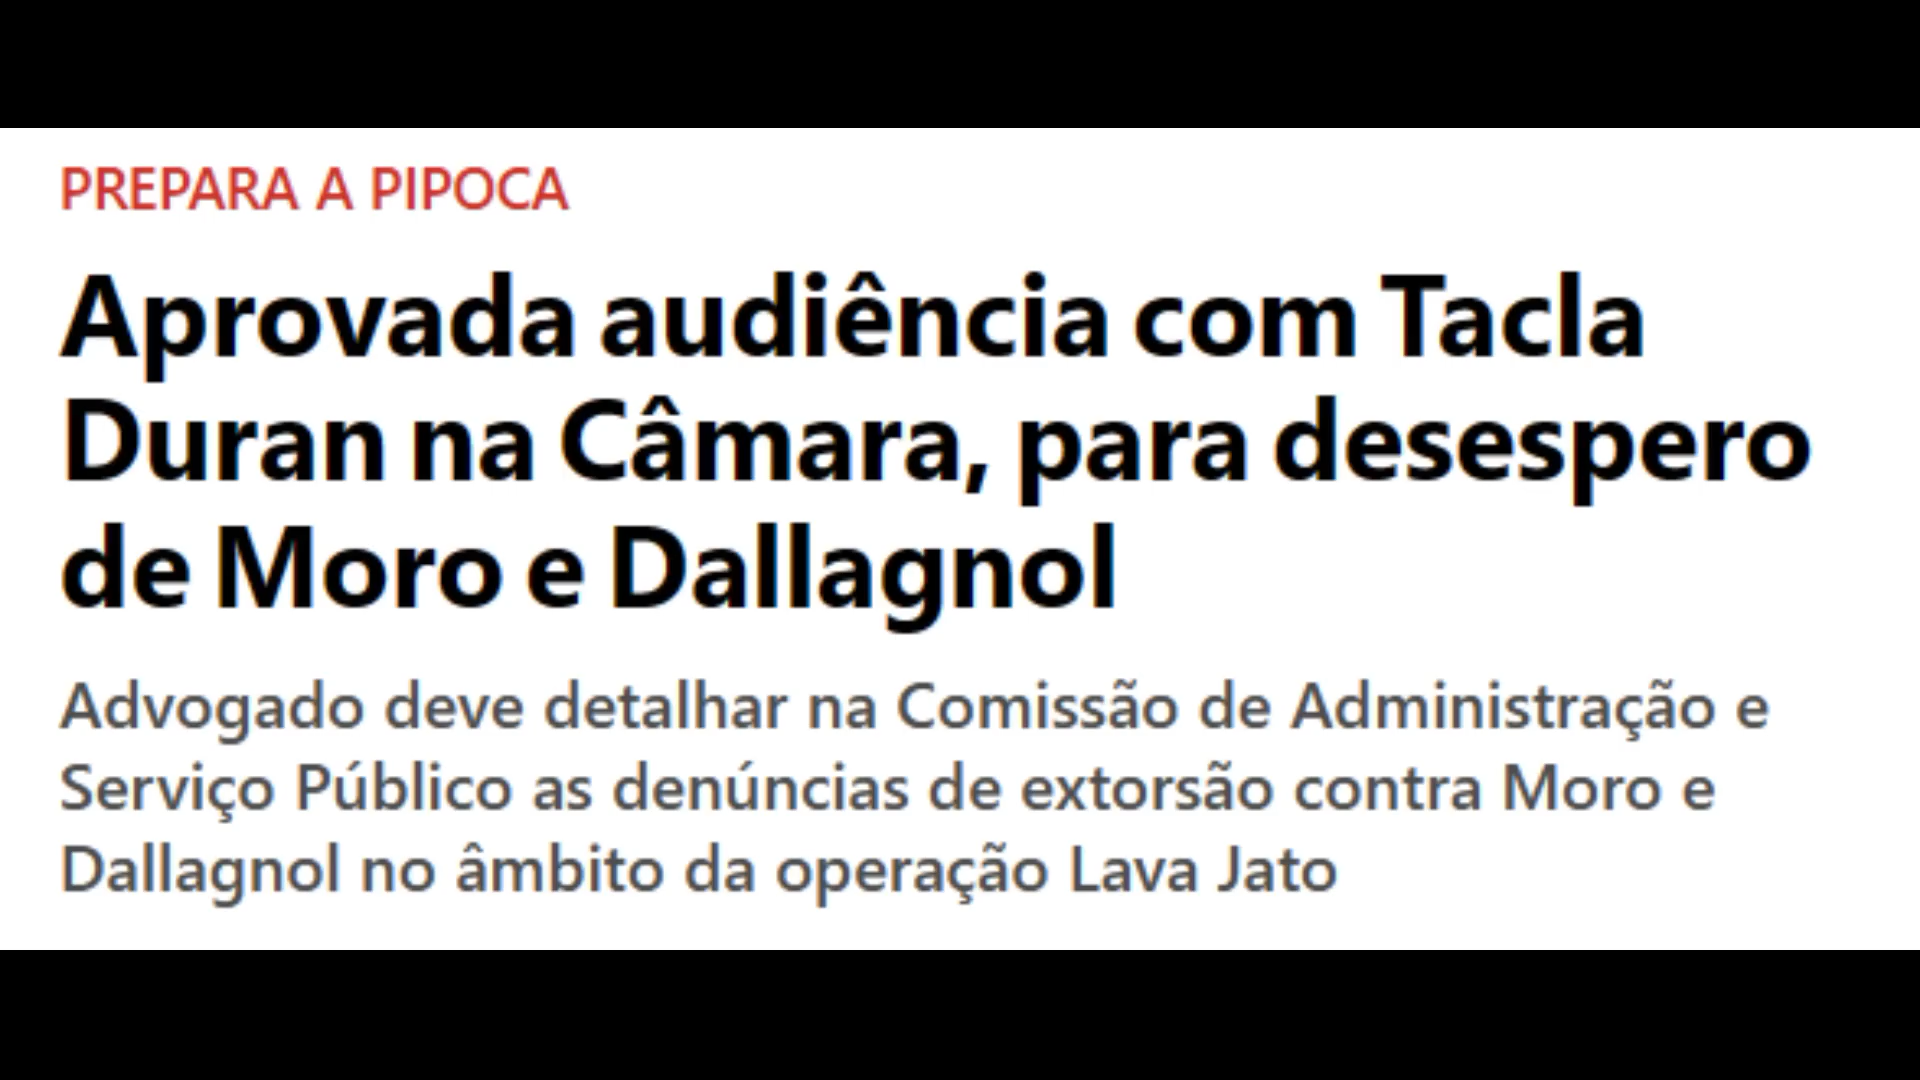 PREPARA A PIPOCA
Aprovada audiência com Tacla
Duran na Câmara, para desespero
de Moro e Dallagnol
Advogado deve detalhar na Comissão de Administração e
Serviço Público as denúncias de extorsão contra Moro e
Dallagnol no âmbito da operação Lava Jato